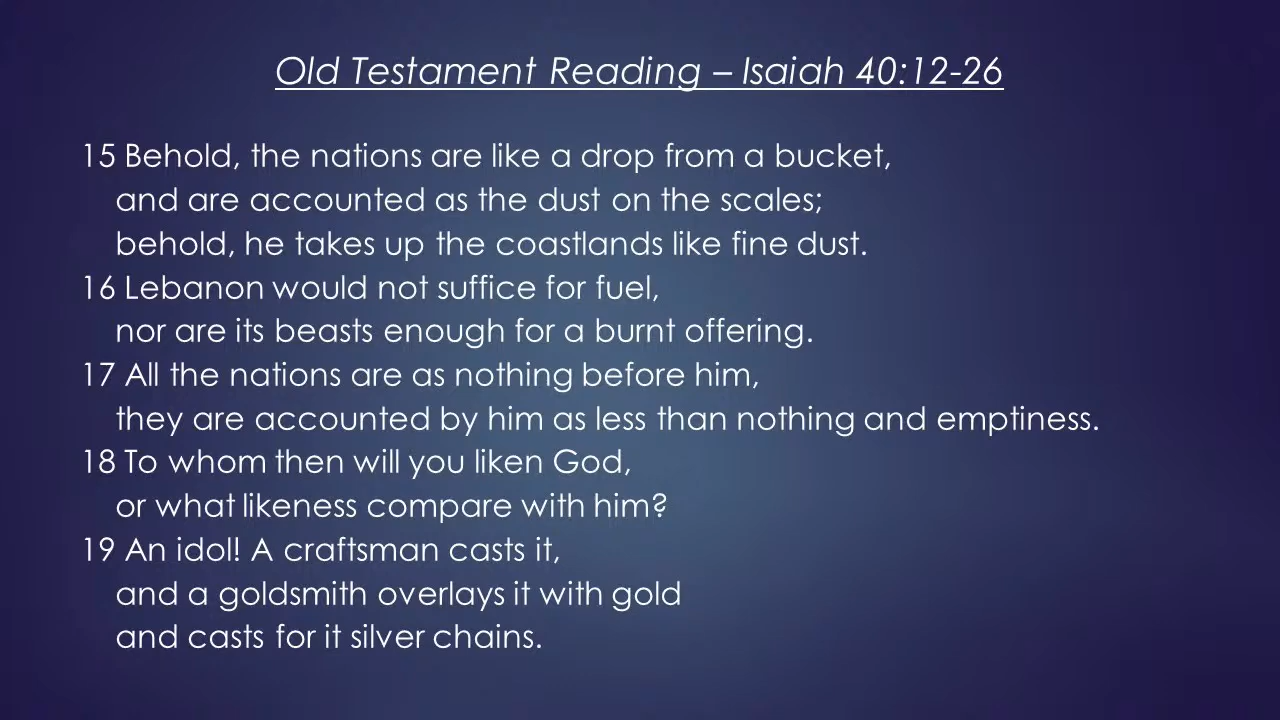 Old Testament Reading – Isaiah 40:12-26
15 Behold, the nations are like a drop from a bucket,
and are accounted as the dust on the scales;
behold, he takes up the coastlands like fine dust.
16 Lebanon would not suffice for fuel,
nor are its beasts enough for a burnt offering.
17 All the nations are as nothing before him,
they are accounted by him as less than nothing and emptiness.
18 To whom then will you liken God,
or what likeness compare with him?
19 An idol! A craftsman casts it,
and a goldsmith overlays it with gold
and casts for it silver chains.